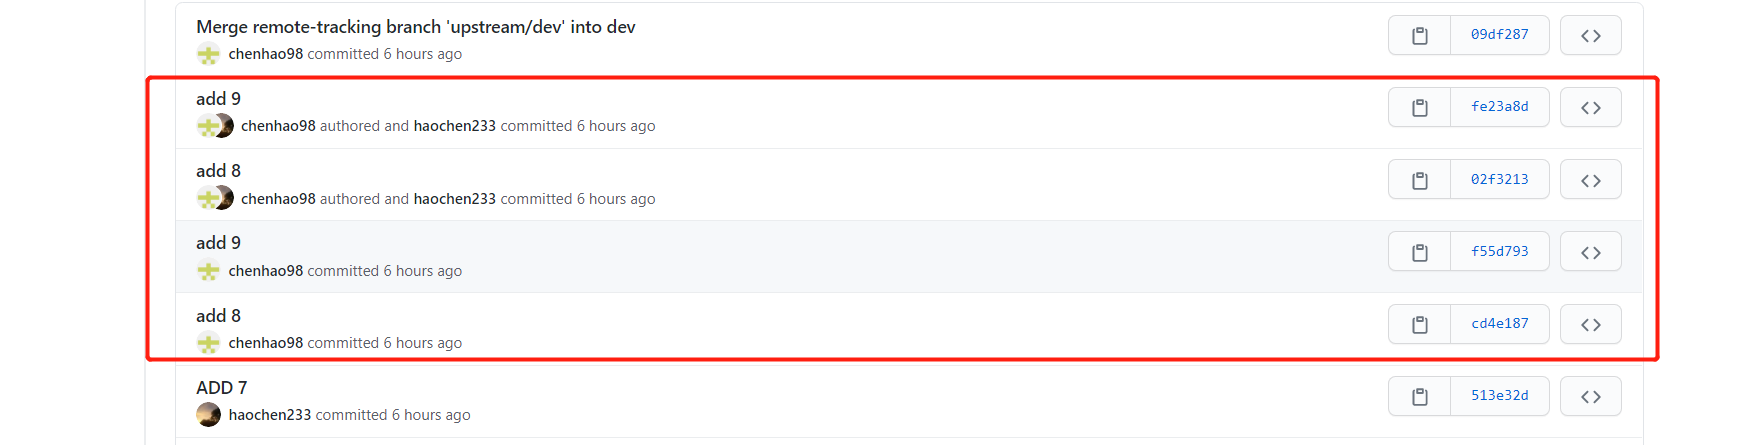 Merge remote-tracking branch 'upstream/dev' into dev
09df287
chenhao98 committed 6 hours ago
add 9
fe23a8d
chenhao98 authored and haochen233 committed 6 hours ago
add 8
02f3213
chenhao98 authored and haochen233 committed 6 hours ago
add 9
f55d793
chenhao98 committed 6 hours ago
add 8
cd4e187
chenhao98 committed 6 hours ago
ADD 7
513e32d
haochen233 committed 6 hours ago